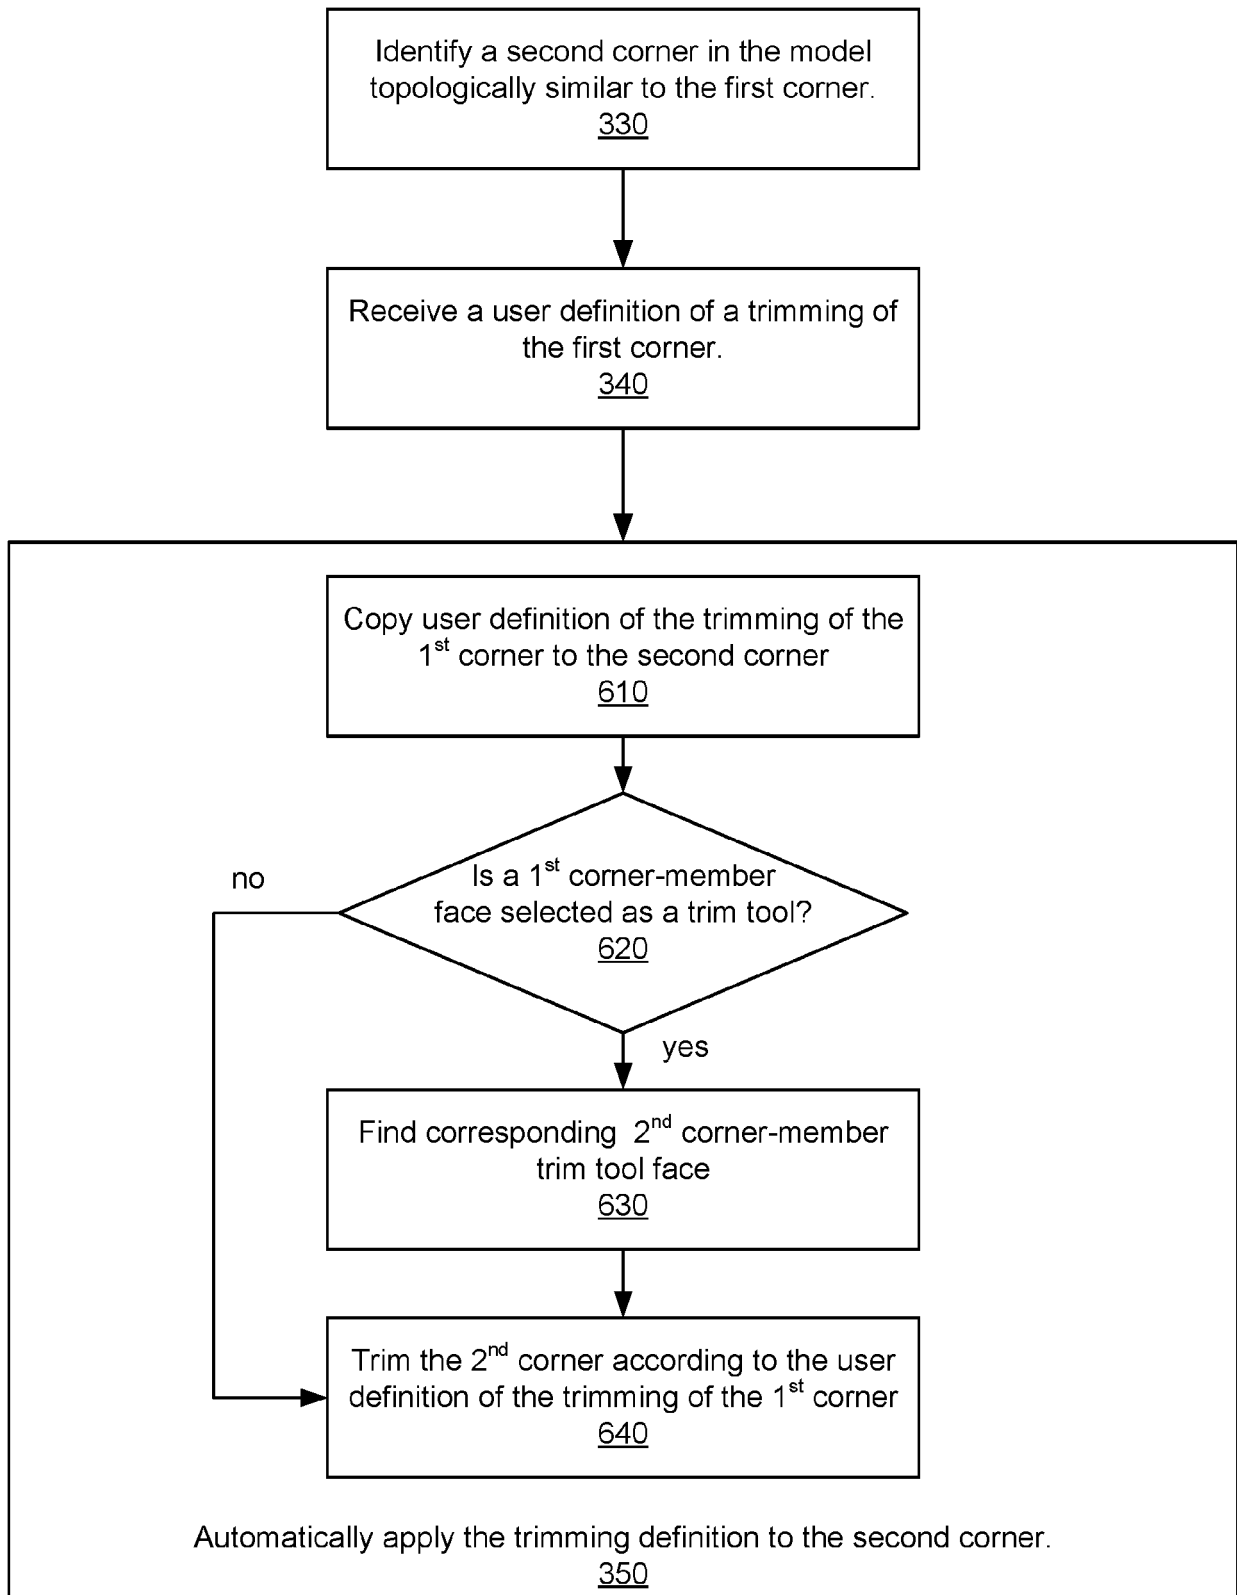 Identify a second corner in the model
topologically similar to the first corner.
330
Receive a user definition of a trimming of
the first corner.
340
Copy user definition of the trimming of the
1st corner to the second corner
610
Is a 1st corner-member
face selected as a trim tool?
620
no
yes
Find corresponding 2nd corner-member
trim tool face
630
Trim the 2nd corner according to the user
definition of the trimming of the 1st corner
640
Automatically apply the trimming definition to the second corner.
350